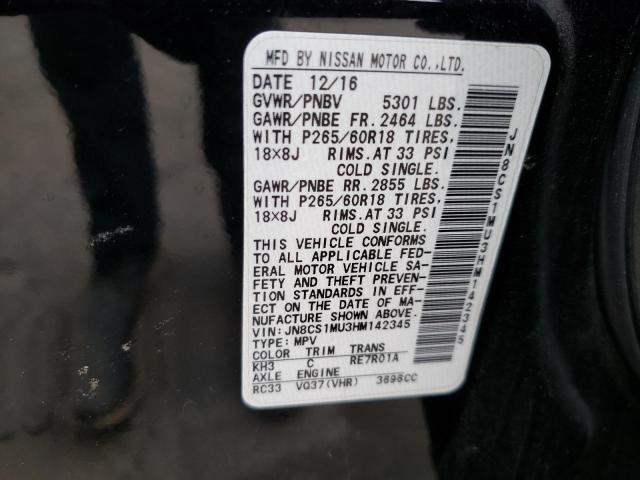 MFD BY NISSAN MOTOR CO.,LTD.
DATE 12/16
GVWR/PNBV 5301 LBS.
GAWR/PNBE FR. 2464 LBS.
WITH P265/60R18 TIRES,
18×8J RIMS.AT 33 PSI
COLD SINGLE.
GAWR/PNBE RR. 2855 LBS.
WITH P265/60R18 TIRES,
18×8J RIMS.AT 33 PSI
COLD SINGLE.
THIS VEHICLE CONFORMS
TO ALL APPLICABLE FED-
ERAL MOTOR VEHICLE SA-
FETY AND THEFT PREVEN-
TION STANDARDS IN EFF-
ECT ON THE DATE OF MA-
NUFACTURE SHOWN ABOVE.
VIN: JN8CS1MU3HM142345
TYPE: MPV
COLOR TRIM TRANS
KH3 C RE7R01A
AXLE ENGINE
RC33 VQ37(VHR) 3696CC
JN8CS1MU3HM142345